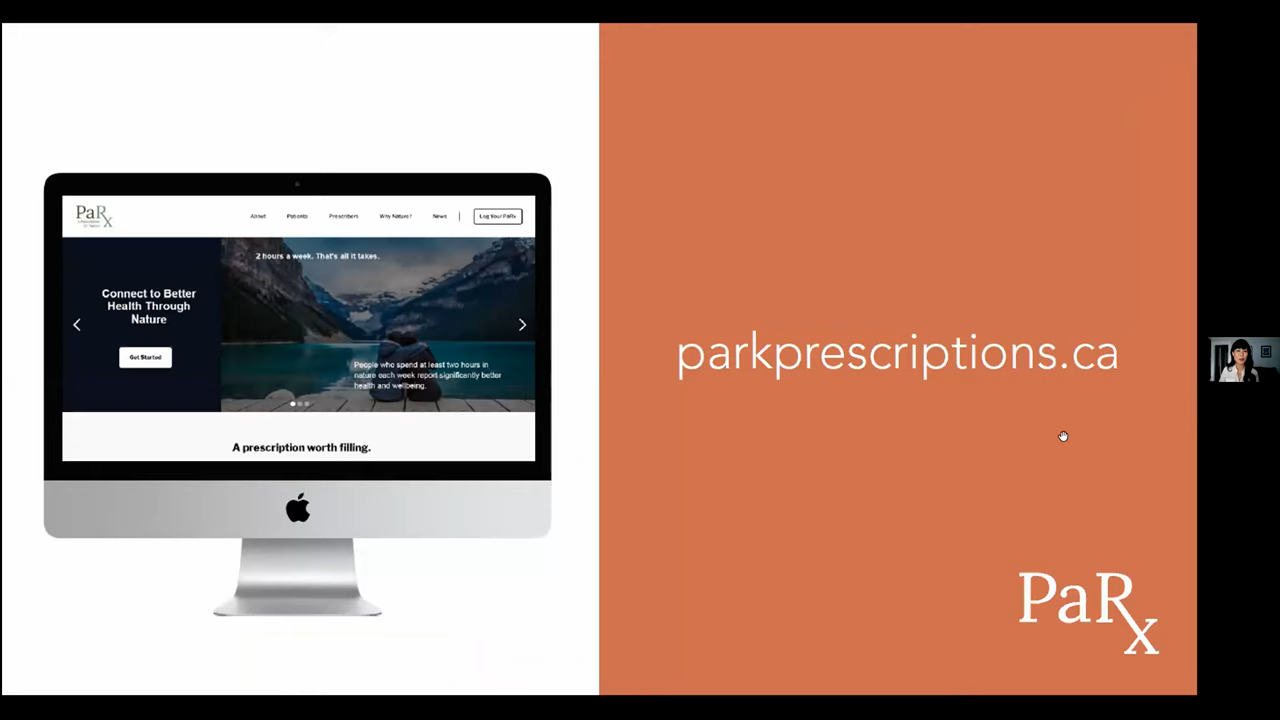 PaRx
About Patients Prescribers Why Nature? News Log Your PaRx
2 hours a week. That's all it takes.
Connect to Better
Health Through
Nature
Get Started
People who spend at least two hours in
nature each week report significantly better
health and wellbeing.
A prescription worth filling.
parkprescriptions.ca
PaRx